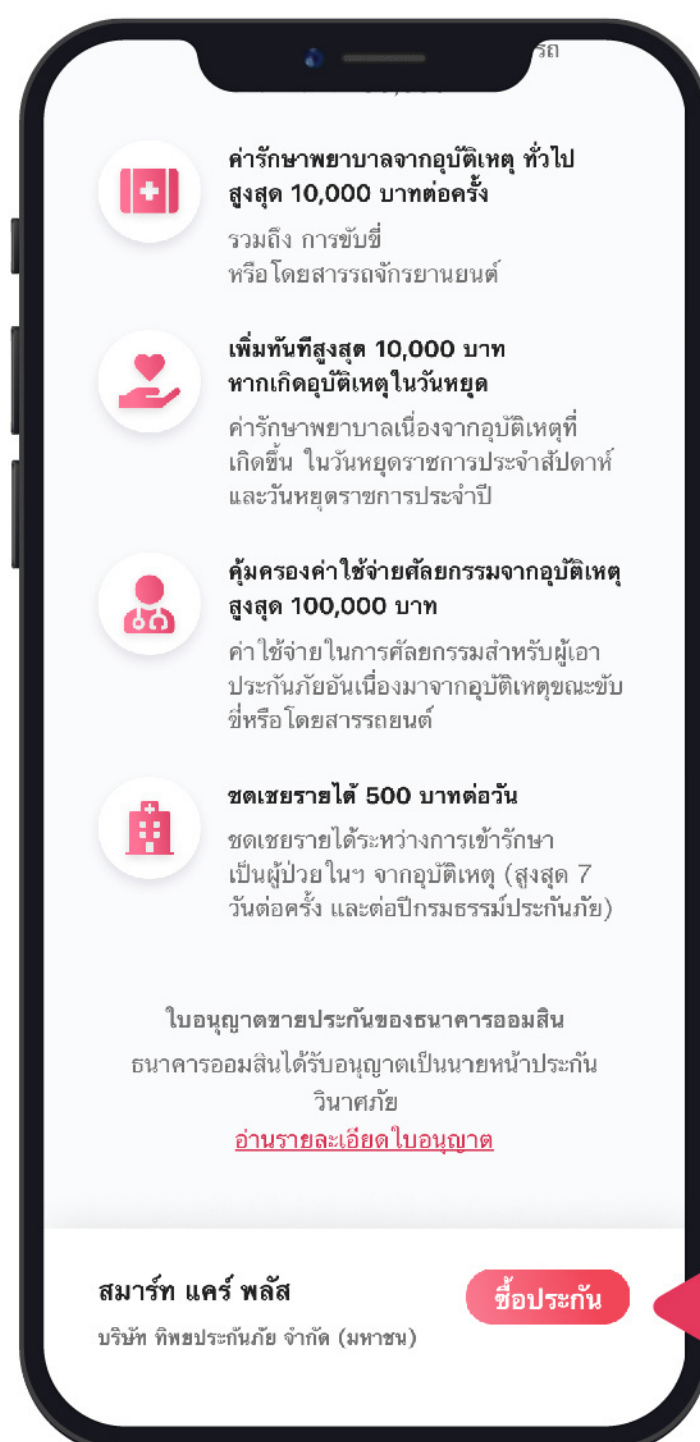 ค่ารักษาพยาบาลจากอุบัติเหตุ ทั่วไป
สูงสุด 10,000 บาทต่อครั้ง
รวมถึง การขับขี่
หรือโดยสารรถจักรยานยนต์
เพิ่มทันทีสูงสุด 10,000 บาท
หากเกิดอุบัติเหตุในวันหยุด
ค่ารักษาพยาบาลเนื่องจากอุบัติเหตุที่
เกิดขึ้น ในวันหยุดราชการประจำสัปดาห์
และวันหยุดราชการประจำปี
คุ้มครองค่าใช้จ่ายศัลยกรรมจากอุบัติเหตุ
สูงสุด 100,000 บาท
ค่าใช้จ่ายในการศัลยกรรมสำหรับผู้เอา
ประกันภัยอันเนื่องมาจากอุบัติเหตุขณะขับ
ขี่หรือโดยสารรถยนต์
ชดเชยรายได้ 500 บาทต่อวัน
ชดเชยรายได้ระหว่างการเข้ารักษา
เป็นผู้ป่วยในฯ จากอุบัติเหตุ (สูงสุด 7
วันต่อครั้ง และต่อปีกรมธรรม์ประกันภัย)
ใบอนุญาตขายประกันของธนาคารออมสิน
ธนาคารออมสินได้รับอนุญาตเป็นนายหน้าประกัน
วินาศภัย
อ่านรายละเอียดใบอนุญาต
สมาร์ท แคร์ พลัส
ซื้อประกัน
บริษัท ทิพยประกันภัย จำกัด (มหาชน)